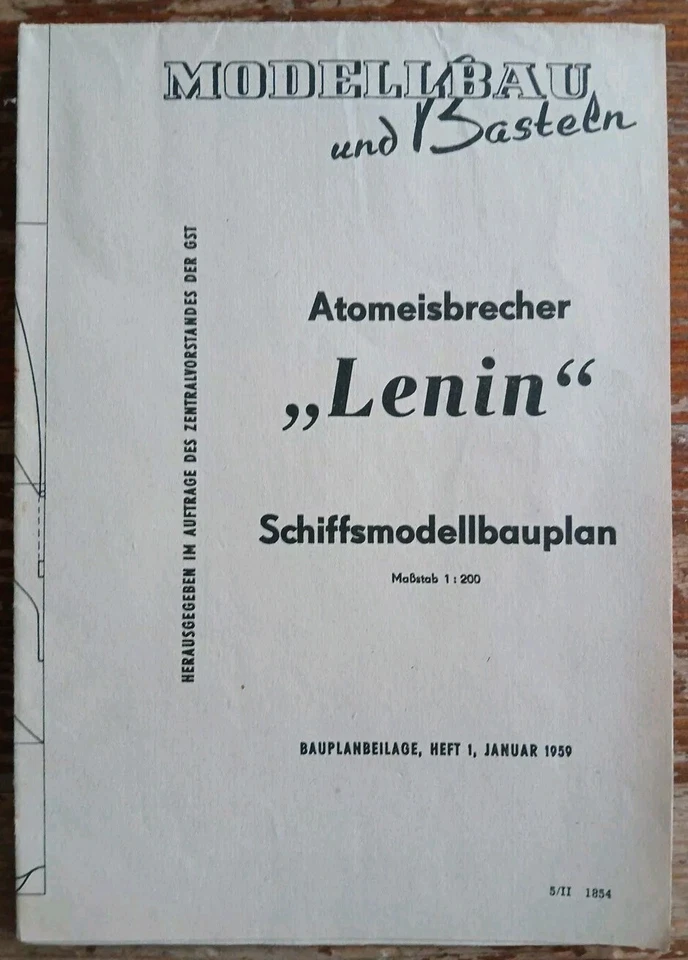 MODELLBAU
und Basteln
HERAUSGEGEBEN IM AUFTRAGE DES ZENTRALVORSTANDES DER GST
Atomeisbrecher
„Lenin“
Schiffsmodellbauplan
Maßstab 1 : 200
BAUPLANBEILAGE, HEFT 1, JANUAR 1959
5/II 1854